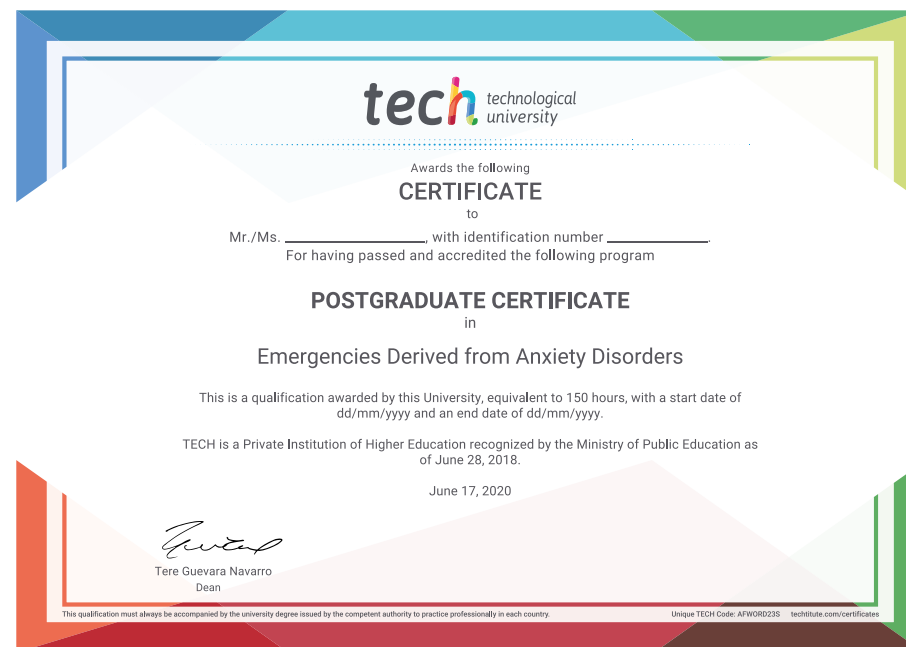 tech technological
university
Awards the following
CERTIFICATE
to
Mr./Ms. ____________________, with identification number ______________.
For having passed and accredited the following program
POSTGRADUATE CERTIFICATE
in
Emergencies Derived from Anxiety Disorders
This is a qualification awarded by this University, equivalent to 150 hours, with a start date of
dd/mm/yyyy and an end date of dd/mm/yyyy.
TECH is a Private Institution of Higher Education recognized by the Ministry of Public Education as
of June 28, 2018.
June 17, 2020
Tere Guevara Navarro
Dean
This qualification must always be accompanied by the university degree issued by the competent authority to practice professionally in each country. Unique TECH Code: AFWORD23S techtitute.com/certificates